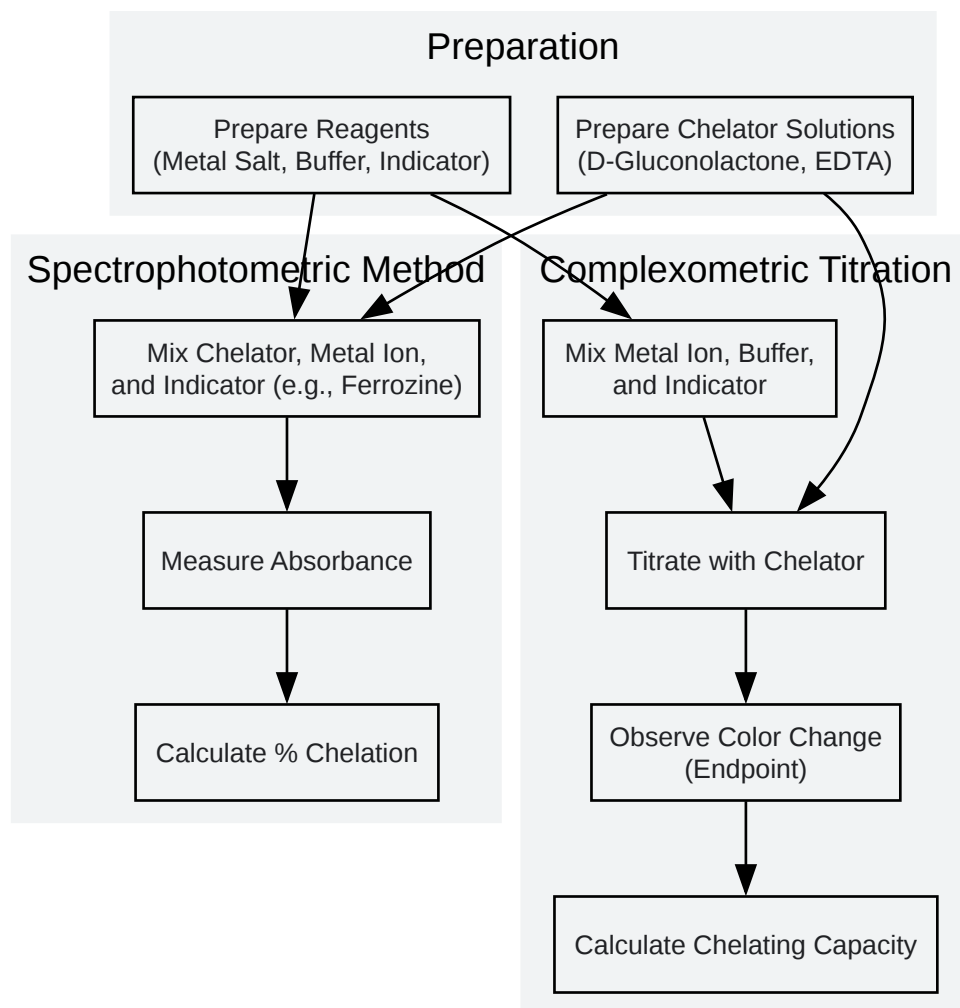 Preparation
Prepare Reagents
(Metal Salt, Buffer, Indicator)
Prepare Chelator Solutions
(D-Gluconolactone, EDTA)
Spectrophotometric Method
Mix Chelator, Metal Ion,
and Indicator (e.g., Ferrozine)
Measure Absorbance
Calculate % Chelation
Complexometric Titration
Mix Metal Ion, Buffer,
and Indicator
Titrate with Chelator
Observe Color Change
(Endpoint)
Calculate Chelating Capacity